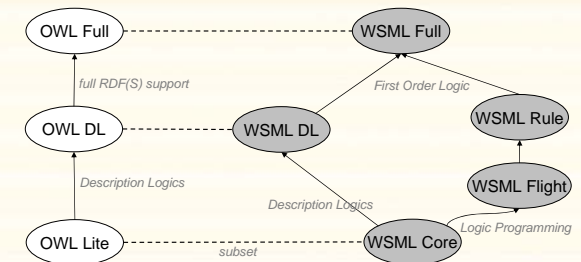 OWL Full
WSML Full
full RDF(S) support
First Order Logic
OWL DL
WSML DL
WSML Rule
Description Logics
WSML Flight
Description Logics
Logic Programming
OWL Lite
subset
WSML Core